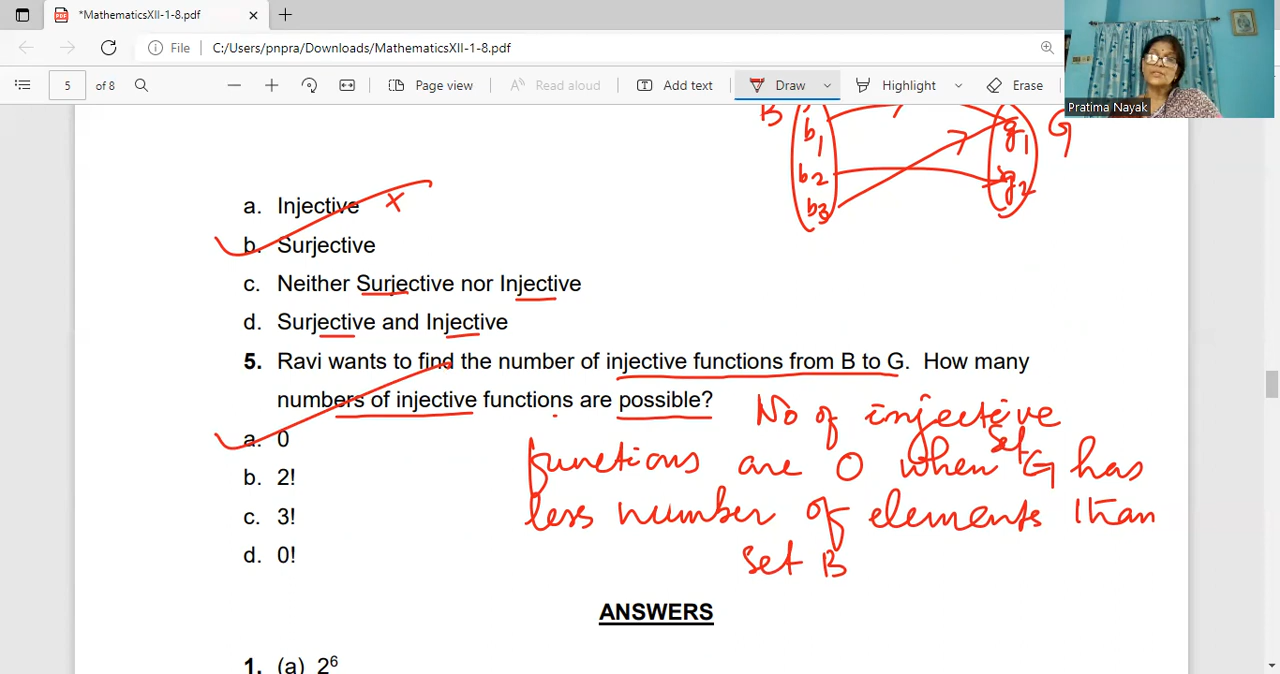 *MathematicsXII-1-8.pdf
File C:/Users/pnpra/Downloads/MathematicsXII-1-8.pdf
5 of 8 Page view Read aloud Add text Draw Highlight Erase
Pratima Nayak
B b1 g1 G
b2 g2
b3
a. Injective x
b. Surjective
c. Neither Surjective nor Injective
d. Surjective and Injective
5. Ravi wants to find the number of injective functions from B to G. How many
numbers of injective functions are possible?
a. 0
b. 2!
c. 3!
d. 0!
No of injective
functions are 0 when set G has
less number of elements than
set B
ANSWERS
1. (a) 2⁶